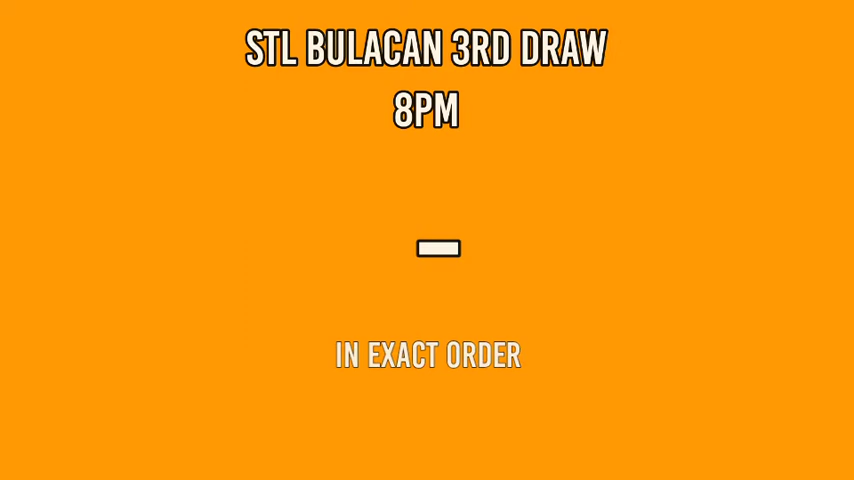 STL BULACAN 3RD DRAW
8PM
-
IN EXACT ORDER